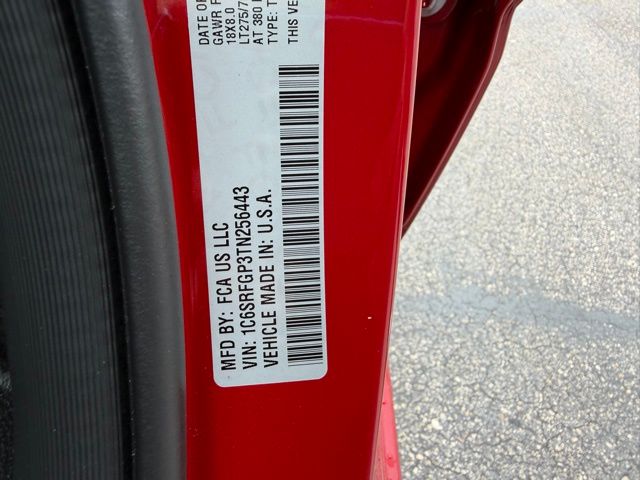 DATE OF
GAWR
18X8.0
LT275/7
AT 380
TYPE: T
THIS VE
MFD BY: FCA US LLC
VIN: 1C6SRFGP3TN256443
VEHICLE MADE IN: U.S.A.